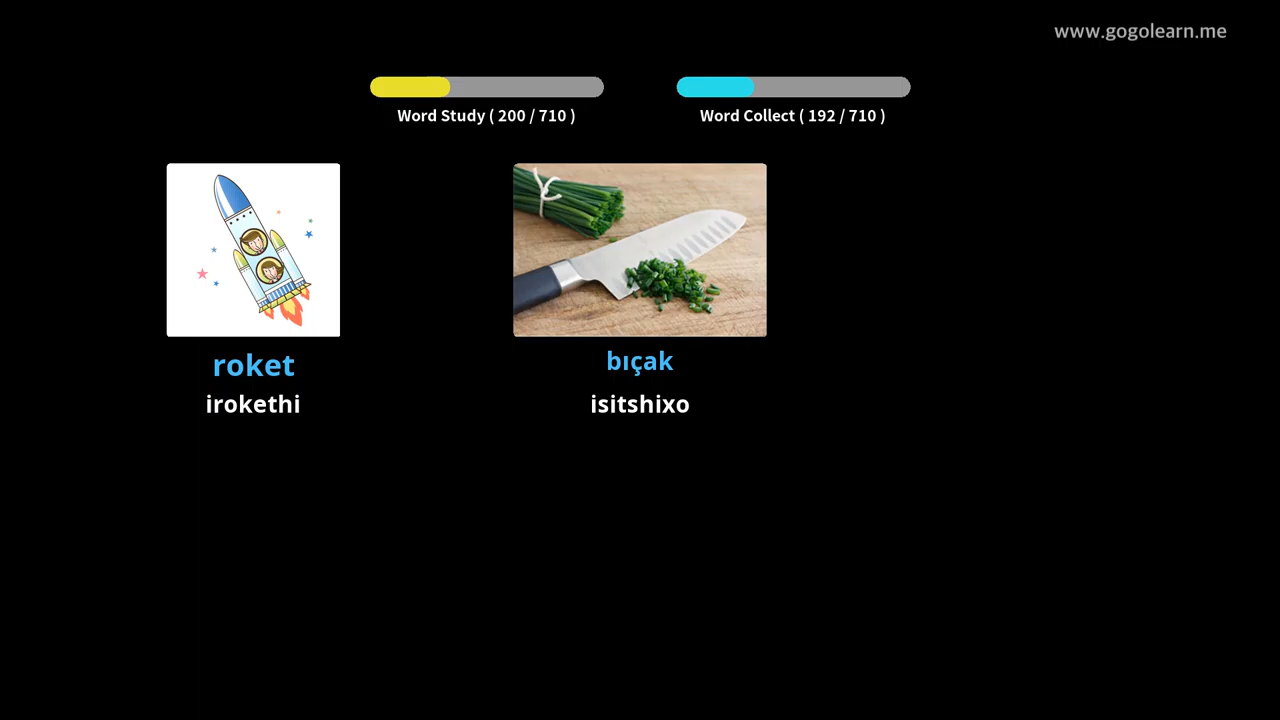 www.gogolearn.me
Word Study ( 200 / 710 )
Word Collect ( 192 / 710 )
roket
irokethi
bıçak
isitshixo